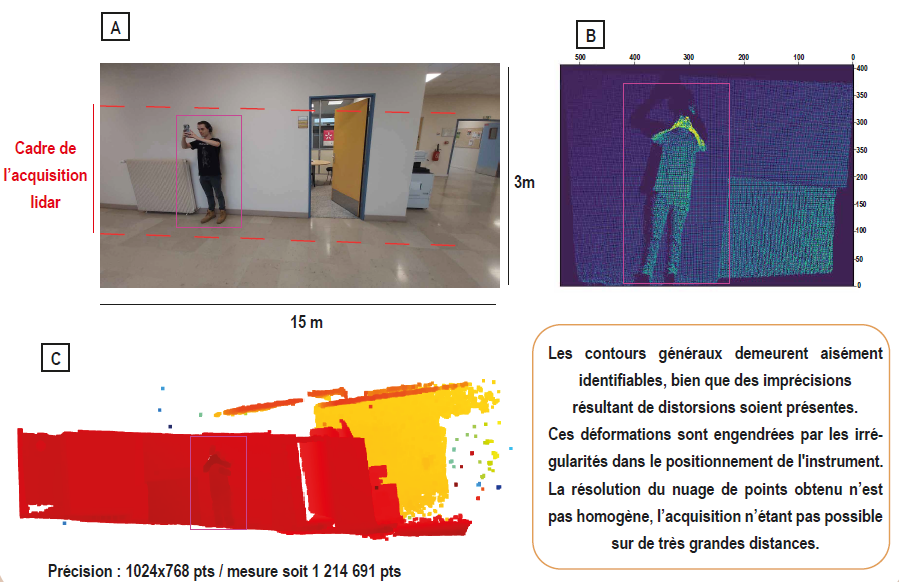 A
B
Cadre de
l'acquisition
lidar
3m
15 m
500
400
300
200
100
0
400
350
300
250
200
150
100
50
0
C
Les contours généraux demeurent aisément
identifiables, bien que des imprécisions
résultant de distorsions soient présentes.
Ces déformations sont engendrées par les irré-
gularités dans le positionnement de l'instrument.
La résolution du nuage de points obtenu n'est
pas homogène, l'acquisition n'étant pas possible
sur de très grandes distances.
Précision : 1024x768 pts / mesure soit 1 214 691 pts